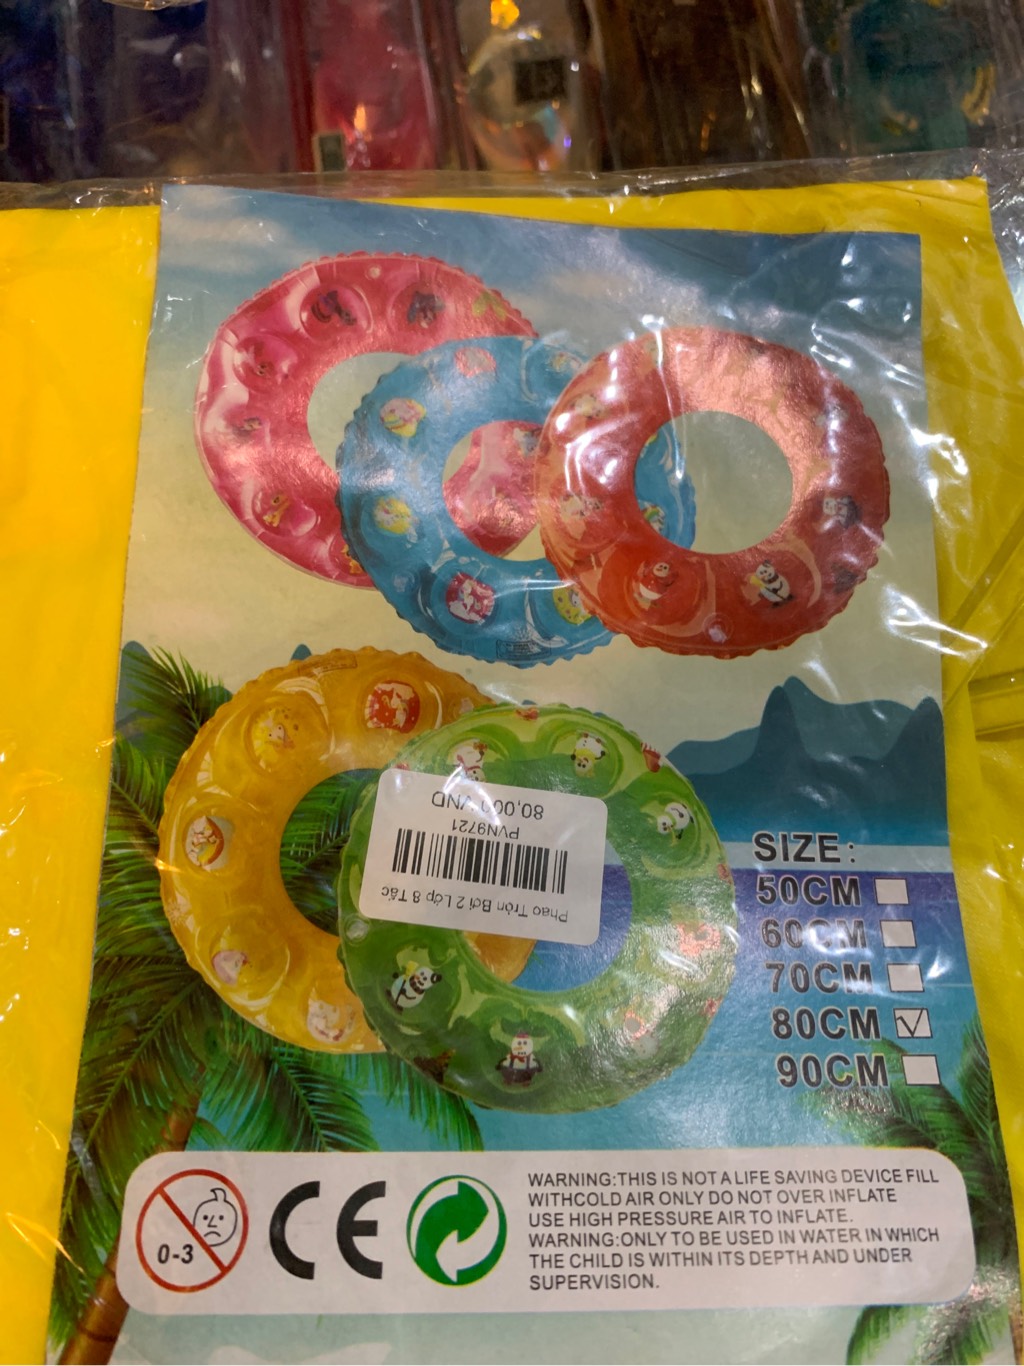 Phao Tròn Bơi 2 Lớp 8 Tấc
PVN9721
80,000 VND
SIZE:
50CM
60CM
70CM
80CM
90CM
0-3
CE
WARNING:THIS IS NOT A LIFE SAVING DEVICE FILL
WITHCOLD AIR ONLY DO NOT OVER INFLATE
USE HIGH PRESSURE AIR TO INFLATE.
WARNING:ONLY TO BE USED IN WATER IN WHICH
THE CHILD IS WITHIN ITS DEPTH AND UNDER
SUPERVISION.